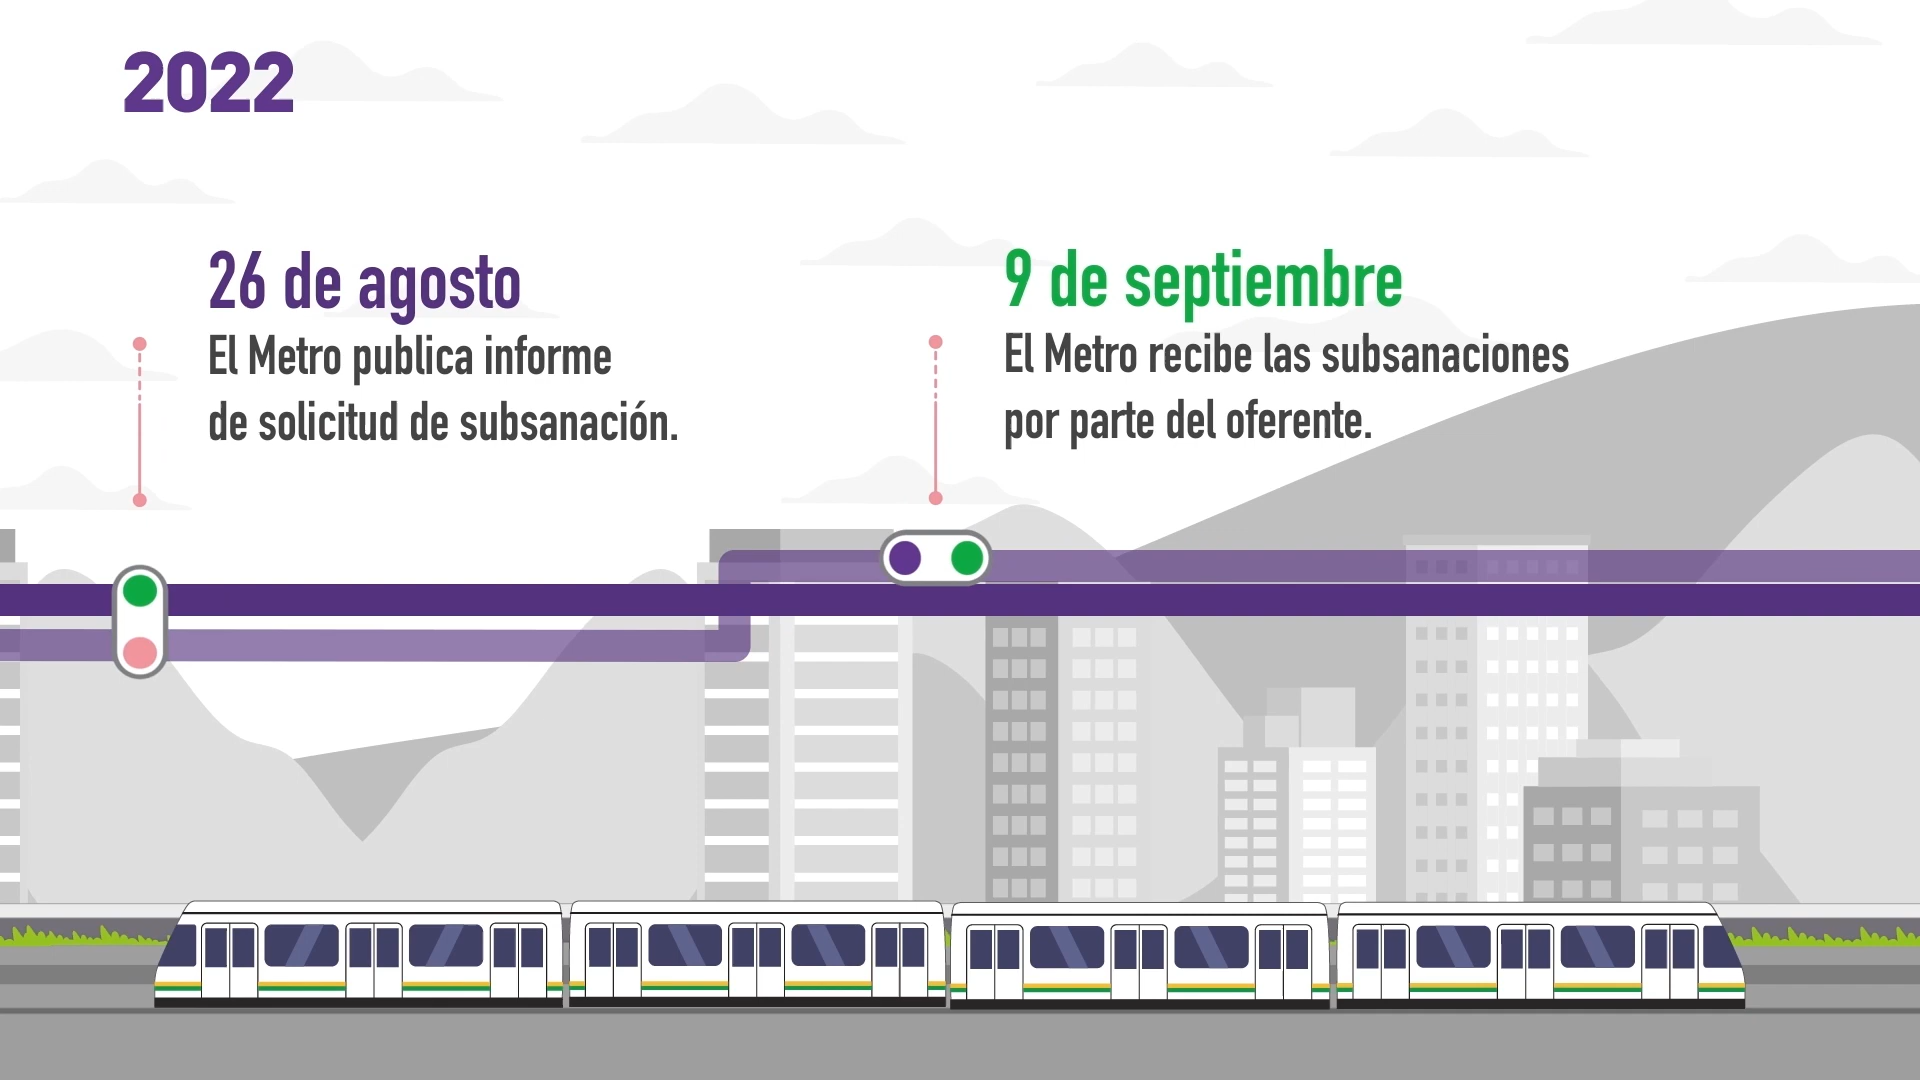 2022
26 de agosto
El Metro publica informe
de solicitud de subsanación.
9 de septiembre
El Metro recibe las subsanaciones
por parte del oferente.